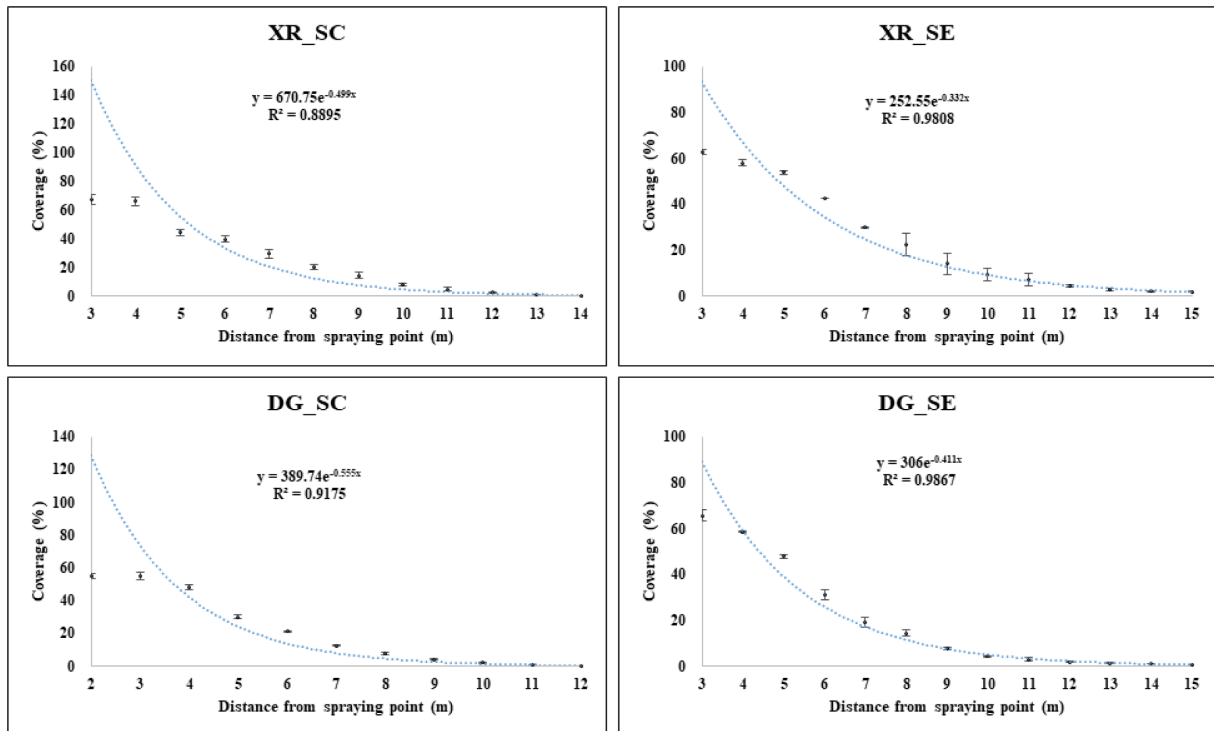 XR_SC
160
140
120
100
80
60
40
20
0
Coverage (%)
y = 670.75e^-0.499x
R² = 0.8895
3 4 5 6 7 8 9 10 11 12 13 14
Distance from spraying point (m)
XR_SE
100
80
60
40
20
0
Coverage (%)
y = 252.55e^-0.332x
R² = 0.9808
3 4 5 6 7 8 9 10 11 12 13 14 15
Distance from spraying point (m)
DG_SC
140
120
100
80
60
40
20
0
Coverage (%)
y = 389.74e^-0.555x
R² = 0.9175
2 3 4 5 6 7 8 9 10 11 12
Distance from spraying point (m)
DG_SE
100
80
60
40
20
0
Coverage (%)
y = 306e^-0.411x
R² = 0.9867
3 4 5 6 7 8 9 10 11 12 13 14 15
Distance from spraying point (m)